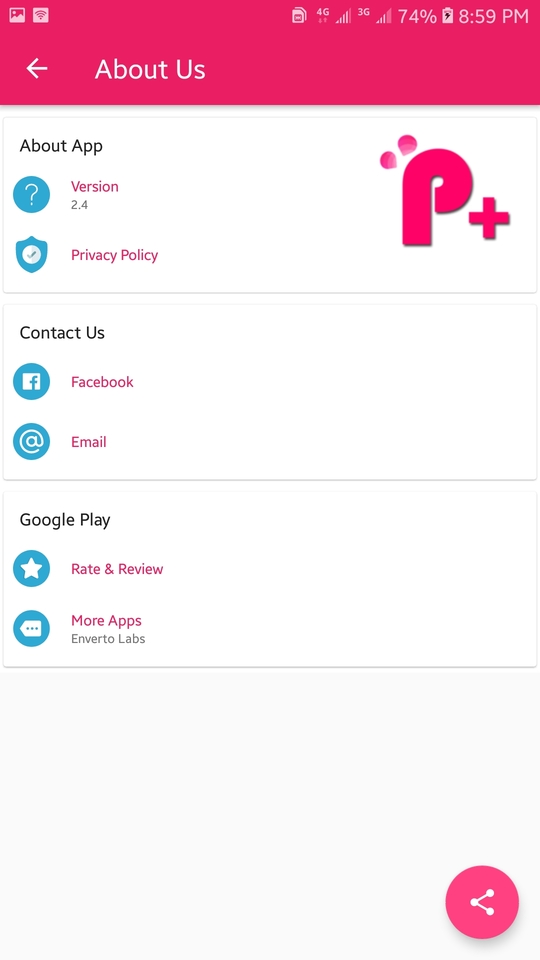 4G 3G 74% 8:59 PM
About Us
About App
Version
2.4
Privacy Policy
P+
Contact Us
Facebook
Email
Google Play
Rate & Review
More Apps
Enverto Labs